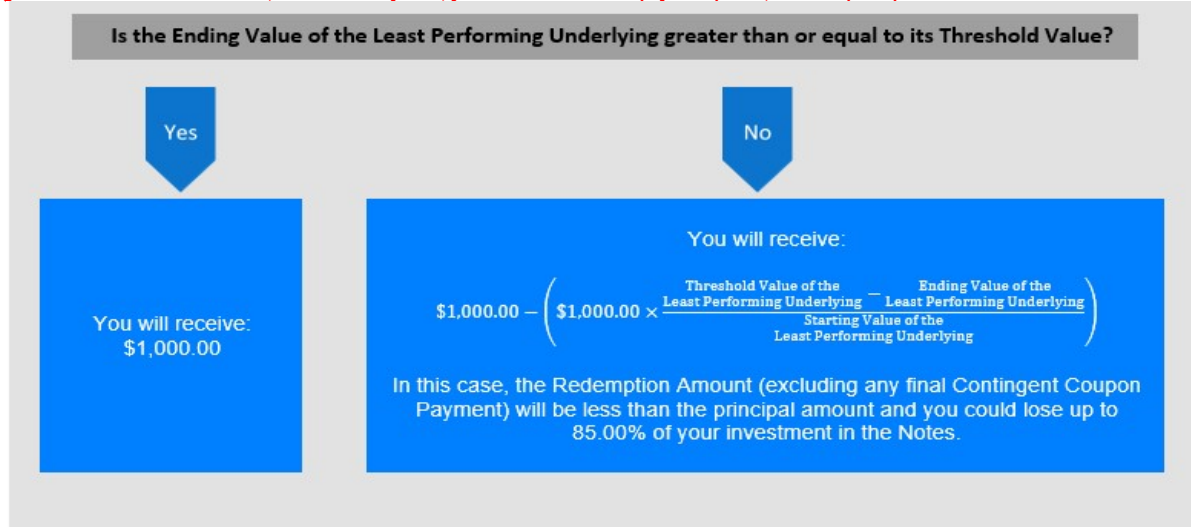 Is the Ending Value of the Least Performing Underlying greater than or equal to its Threshold Value?
Yes
No
You will receive:
$1,000.00
You will receive:
$1,000.00 − ( $1,000.00 × (Threshold Value of the Least Performing Underlying − Ending Value of the Least Performing Underlying) / Starting Value of the Least Performing Underlying )
In this case, the Redemption Amount (excluding any final Contingent Coupon
Payment) will be less than the principal amount and you could lose up to
85.00% of your investment in the Notes.